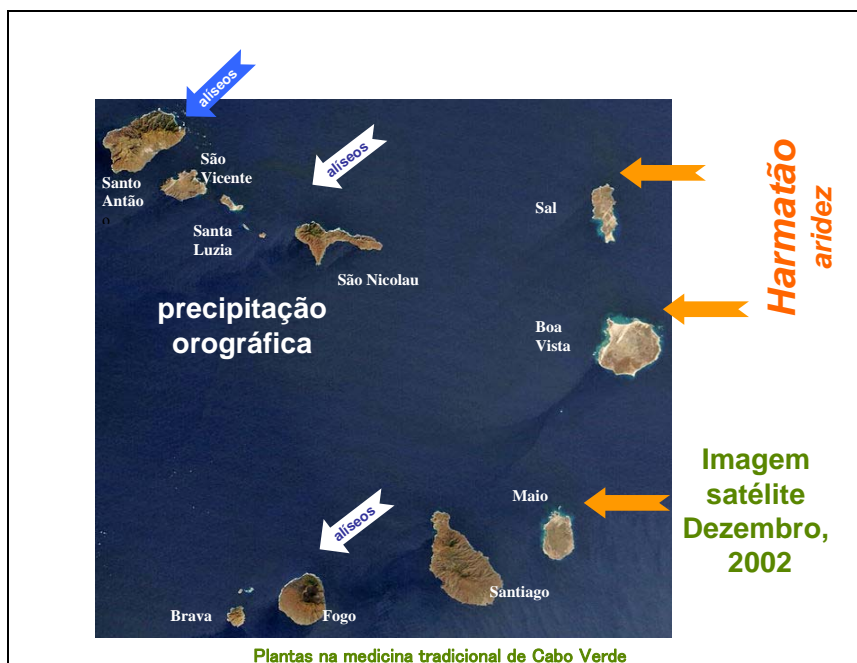 alíseos
São
Vicente
Santo
Antão
alíseos
Santa
Luzia
São Nicolau
Sal
Harmatão
aridez
precipitação
orográfica
Boa
Vista
Imagem
satélite
Dezembro,
2002
Maio
alíseos
Santiago
Brava
Fogo
Plantas na medicina tradicional de Cabo Verde